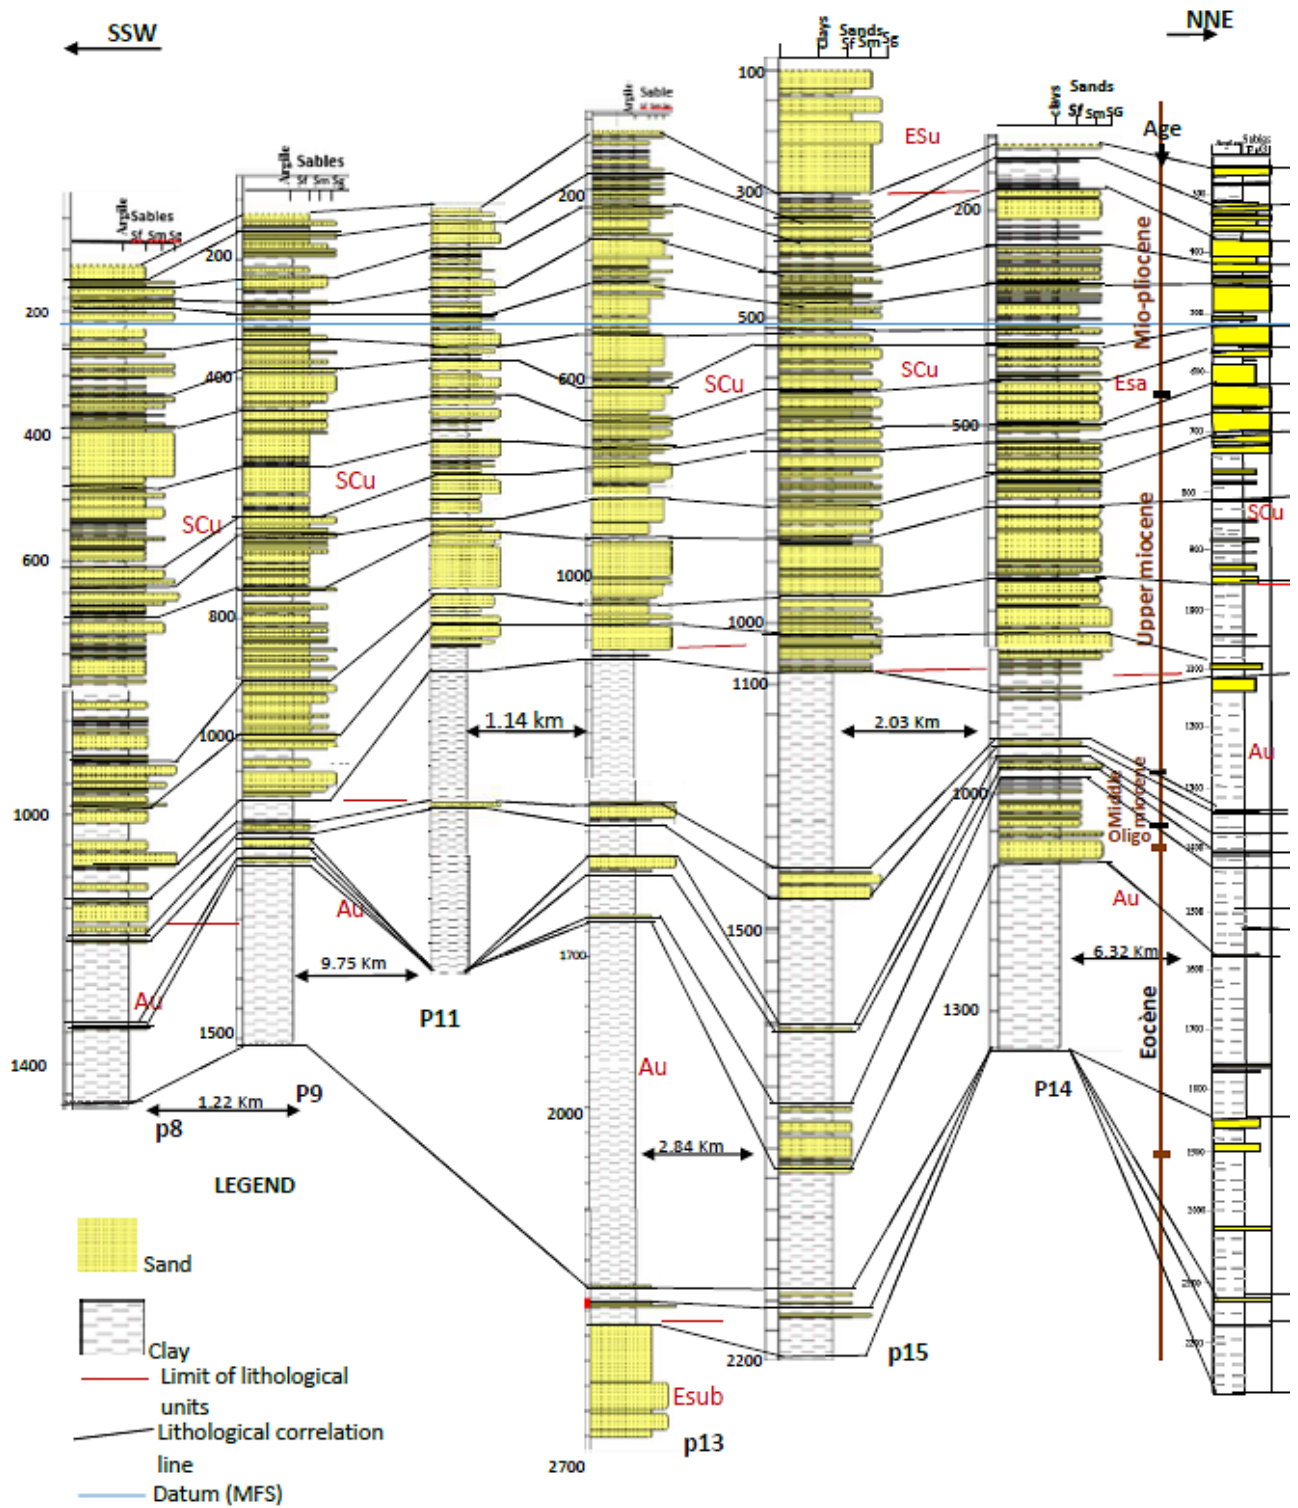 SSW
NNE
Clays
Sands
Sf Sm Sg
100
ESu
300
500
SCu
1000
1100
2.03 Km
1500
2200
p15
Clays
Sands
Sf Sm SG
200
Esa
500
1000
Au
1300
P14
6.32 Km
Age
Mio-pliocene
Upper miocene
Middle miocene
Oligo
Eocène
SCu
Au
Argile
Sable
200
600
SCu
1000
1700
Au
2000
2.84 Km
Esub
p13
2700
1.14 km
P11
Argile
Sables
Sf Sm Sg
200
400
SCu
800
1000
Au
9.75 Km
1500
P9
Argile
Sables
Sf Sm Sg
200
400
SCu
600
1000
Au
1400
1.22 Km
p8
LEGEND
Sand
Clay
Limit of lithological
units
Lithological correlation
line
Datum (MFS)